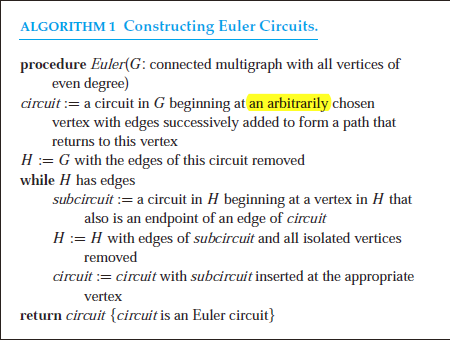 ALGORITHM 1 Constructing Euler Circuits.
procedure Euler(G: connected multigraph with all vertices of
even degree)
circuit := a circuit in G beginning at an arbitrarily chosen
vertex with edges successively added to form a path that
returns to this vertex
H := G with the edges of this circuit removed
while H has edges
subcircuit := a circuit in H beginning at a vertex in H that
also is an endpoint of an edge of circuit
H := H with edges of subcircuit and all isolated vertices
removed
circuit := circuit with subcircuit inserted at the appropriate
vertex
return circuit {circuit is an Euler circuit}